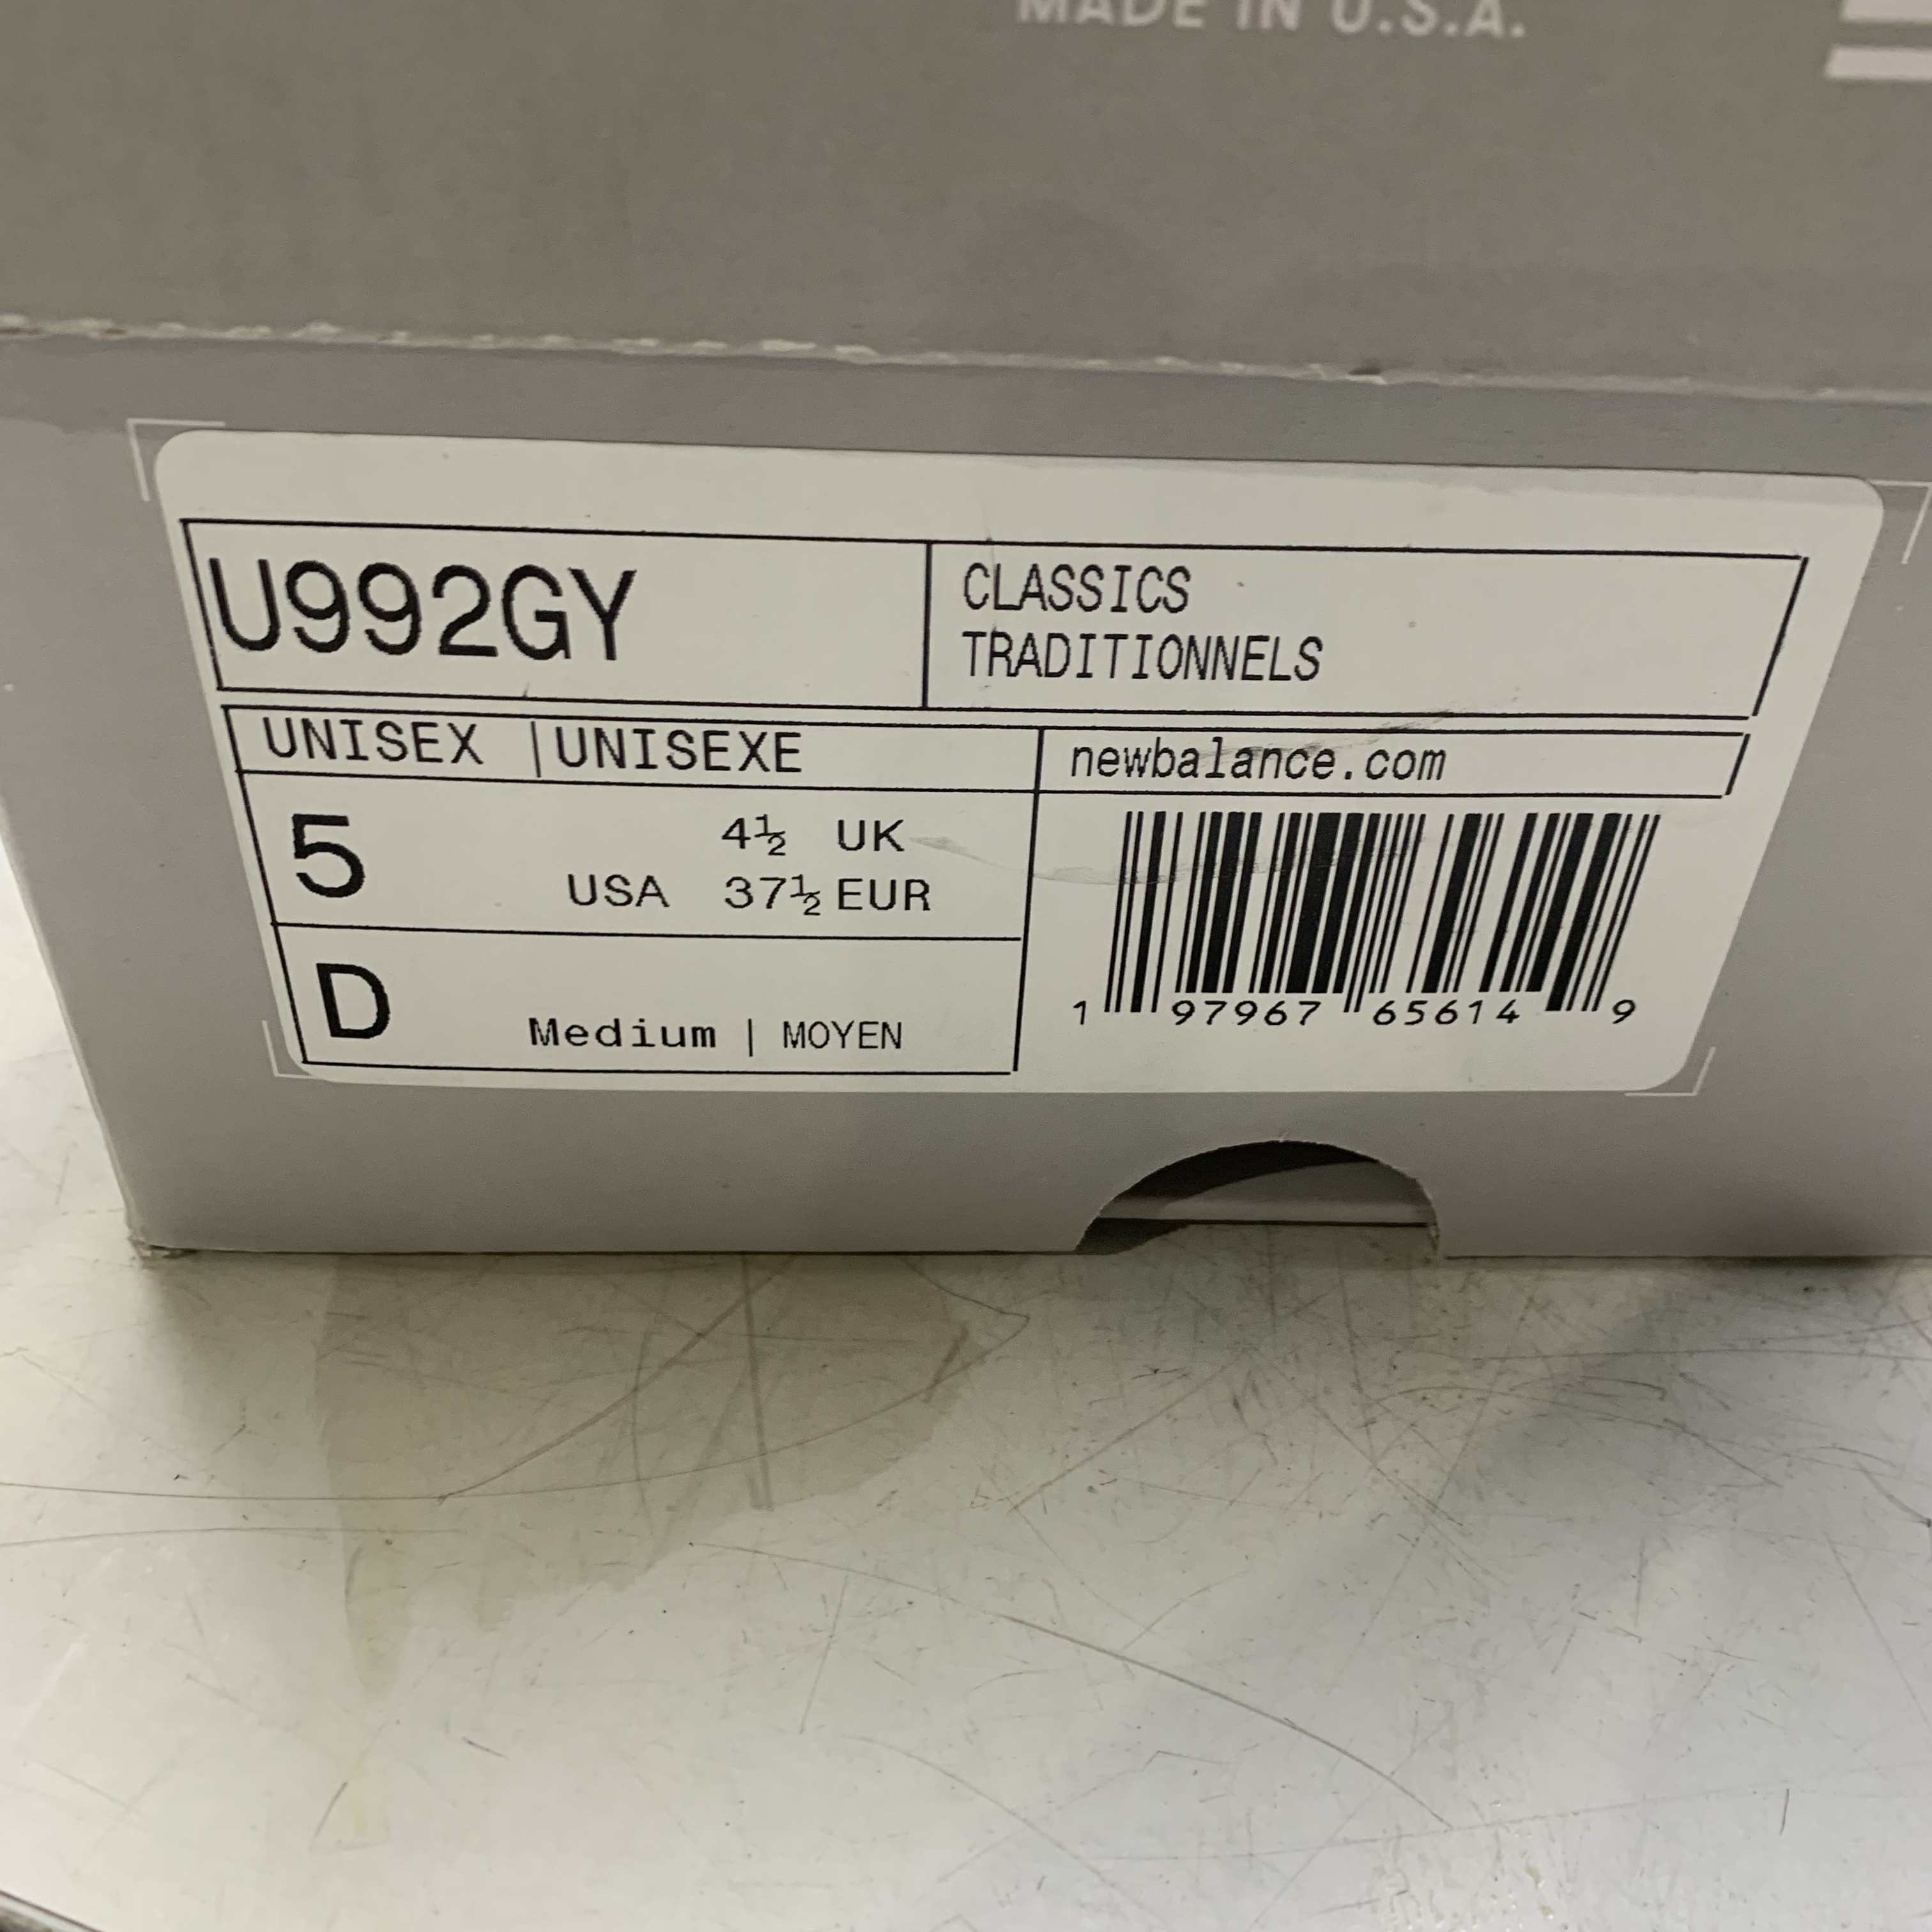 MADE IN U.S.A.
U992GY
CLASSICS
TRADITIONNELS
UNISEX | UNISEXE
newbalance.com
5
4½ UK
USA 37½ EUR
D
Medium | MOYEN
1 97967 65614 9